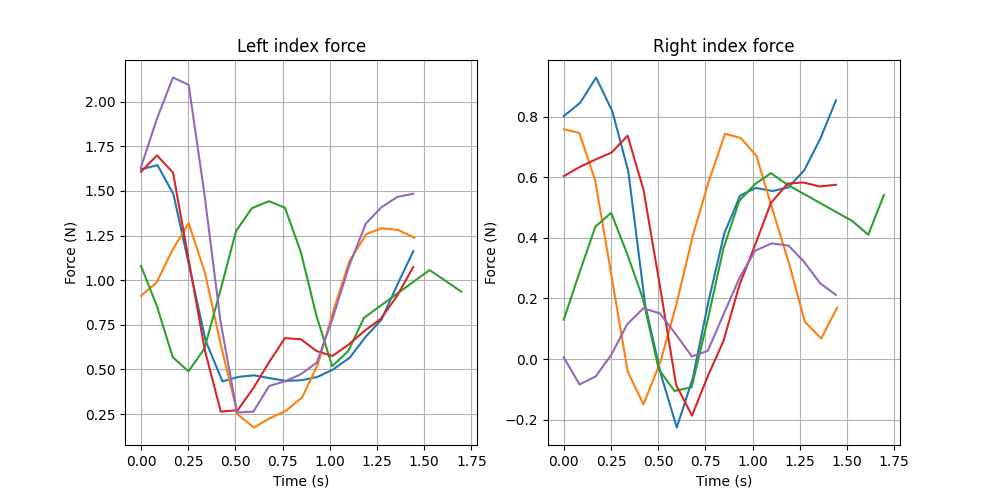 Left index force
Right index force
Force (N)
2.00
1.75
1.50
1.25
1.00
0.75
0.50
0.25
0.00 0.25 0.50 0.75 1.00 1.25 1.50 1.75
Time (s)
Force (N)
0.8
0.6
0.4
0.2
0.0
−0.2
0.00 0.25 0.50 0.75 1.00 1.25 1.50 1.75
Time (s)